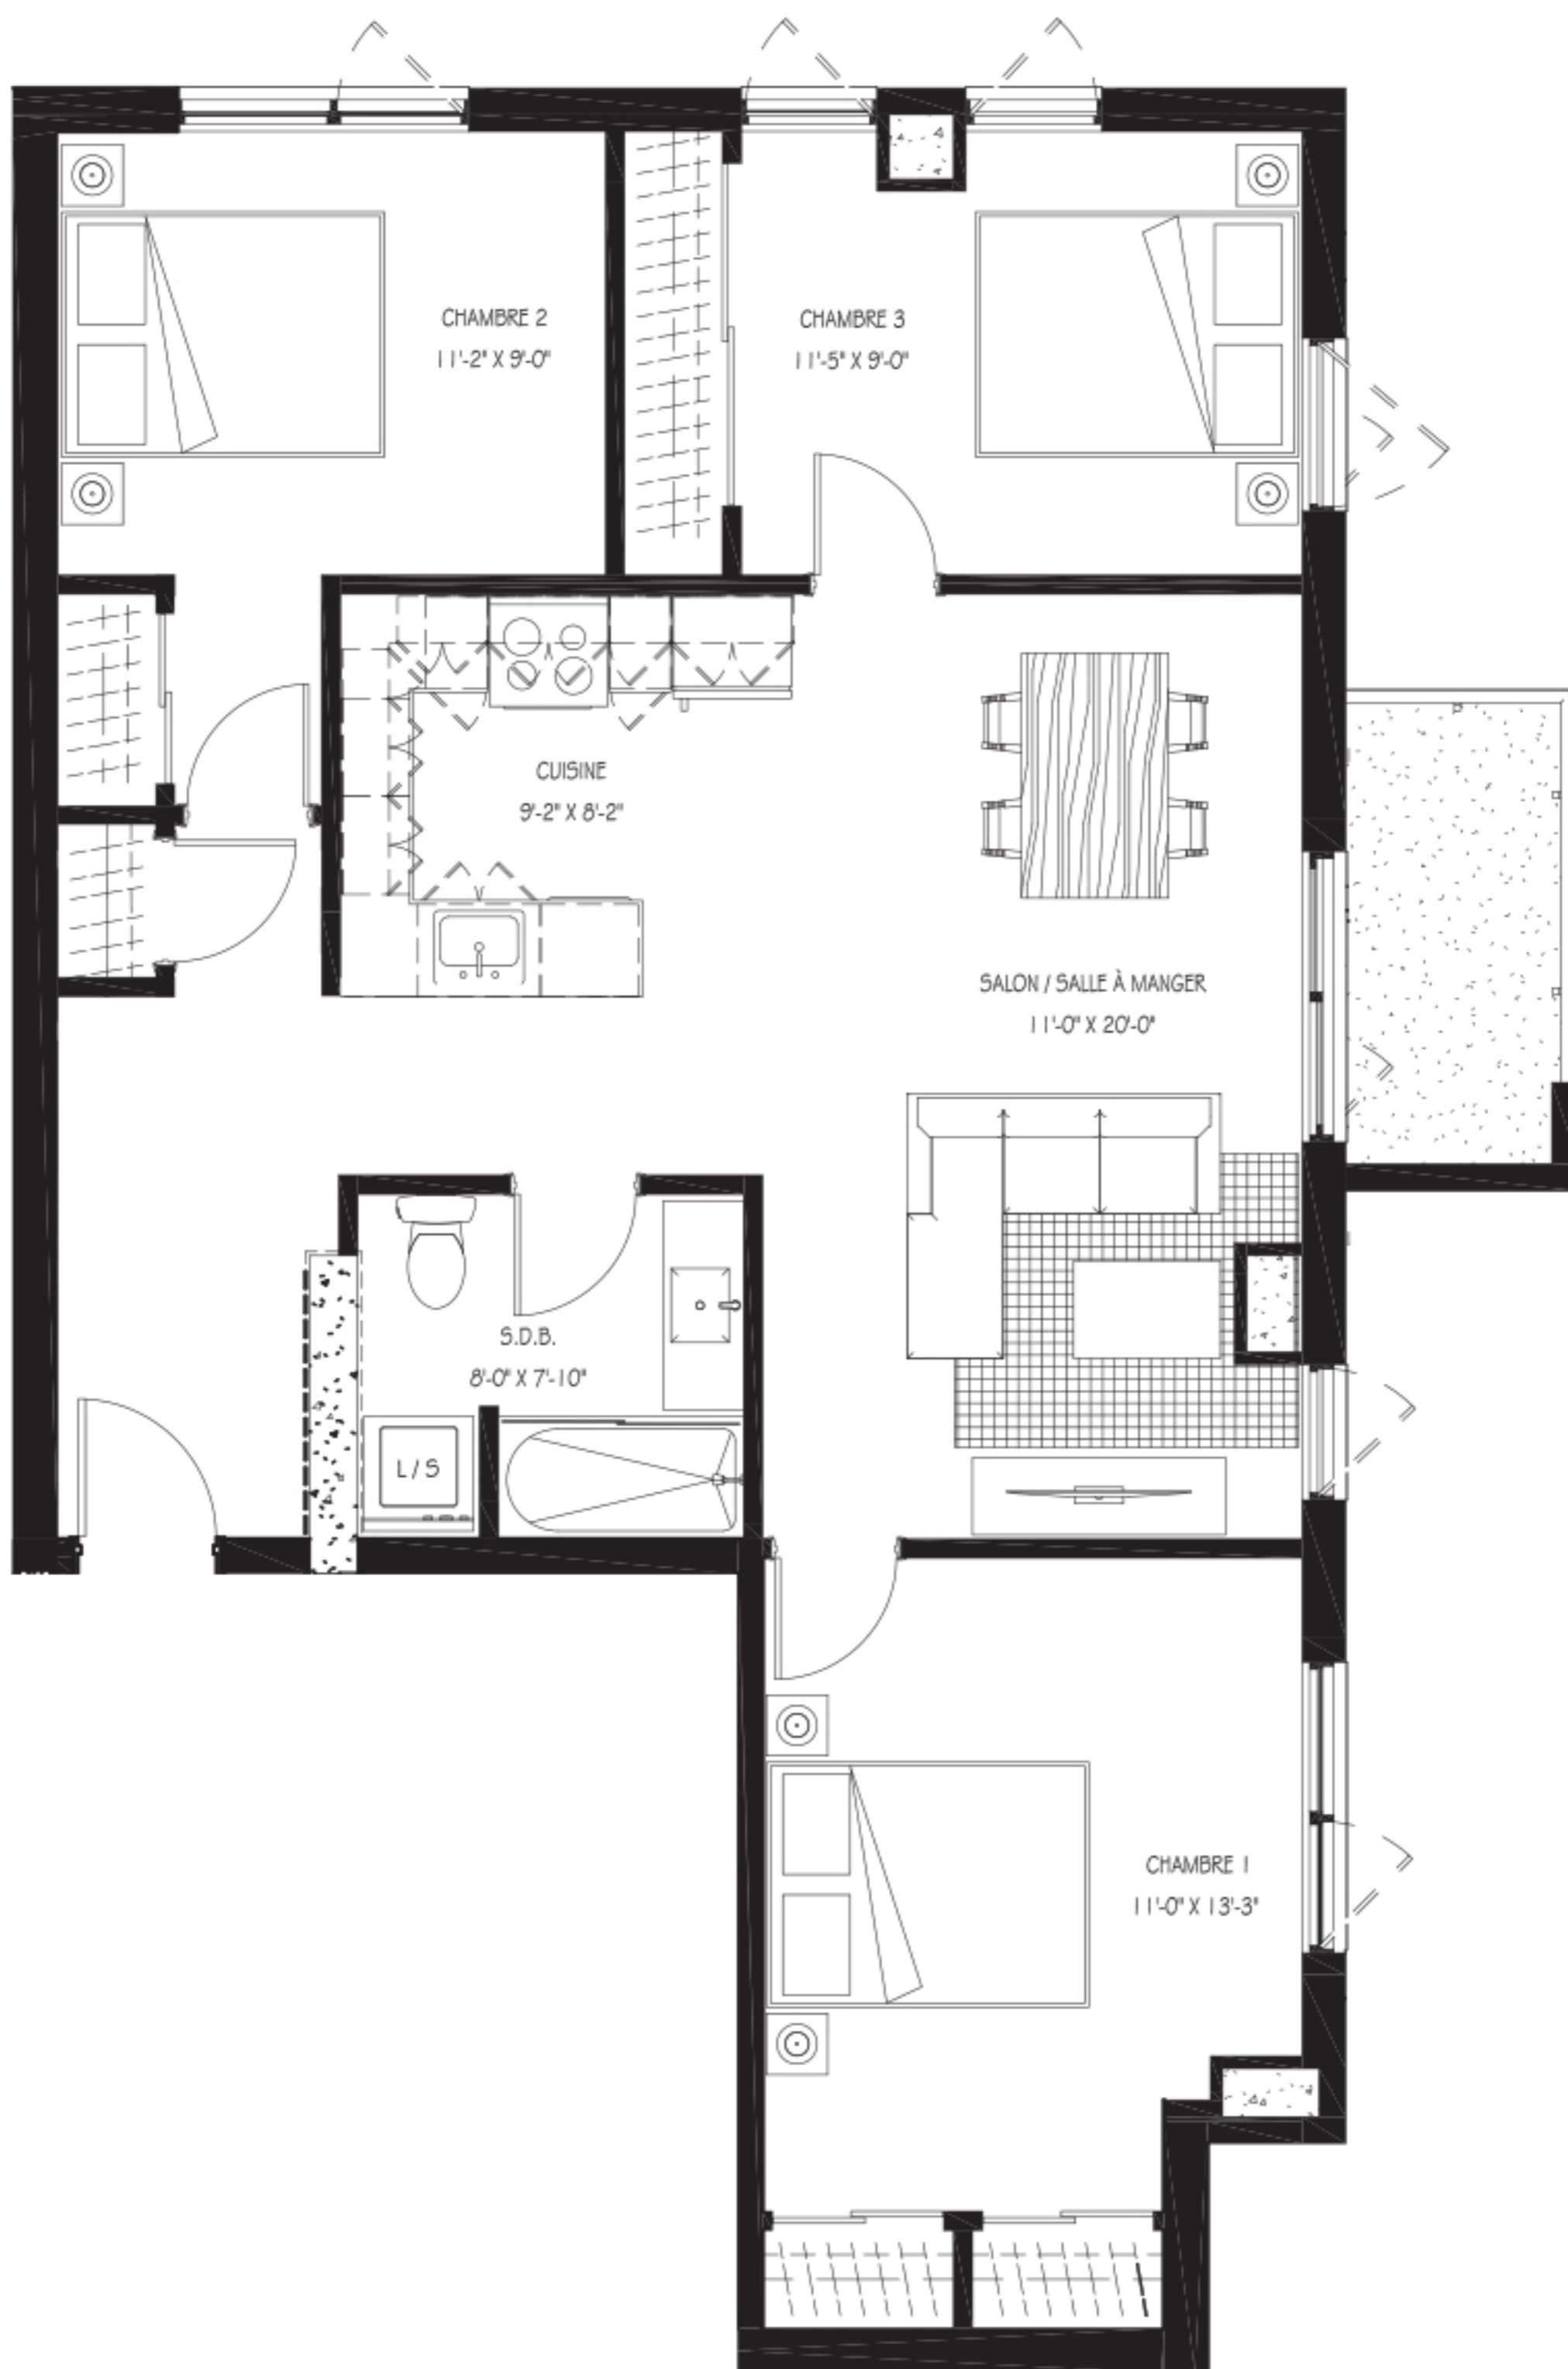 CHAMBRE 2
11'-2" X 9'-0"
CHAMBRE 3
11'-5" X 9'-0"
CUISINE
9'-2" X 8'-2"
SALON / SALLE À MANGER
11'-0" X 20'-0"
S.D.B.
8'-0" X 7'-10"
L / S
CHAMBRE 1
11'-0" X 13'-3"